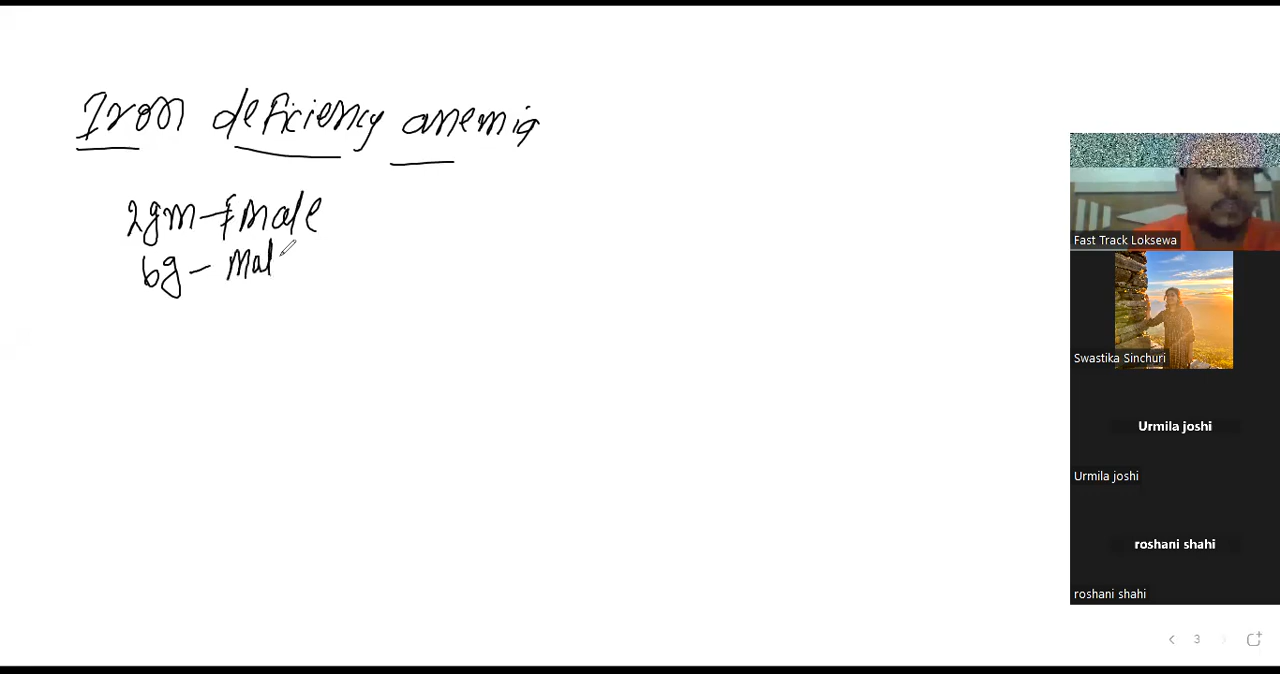 Iron deficiency anemia
2gm - fmale
6g - Mal
Fast Track Loksewa
Swastika Sinchuri
Urmila joshi
Urmila joshi
roshani shahi
roshani shahi
3